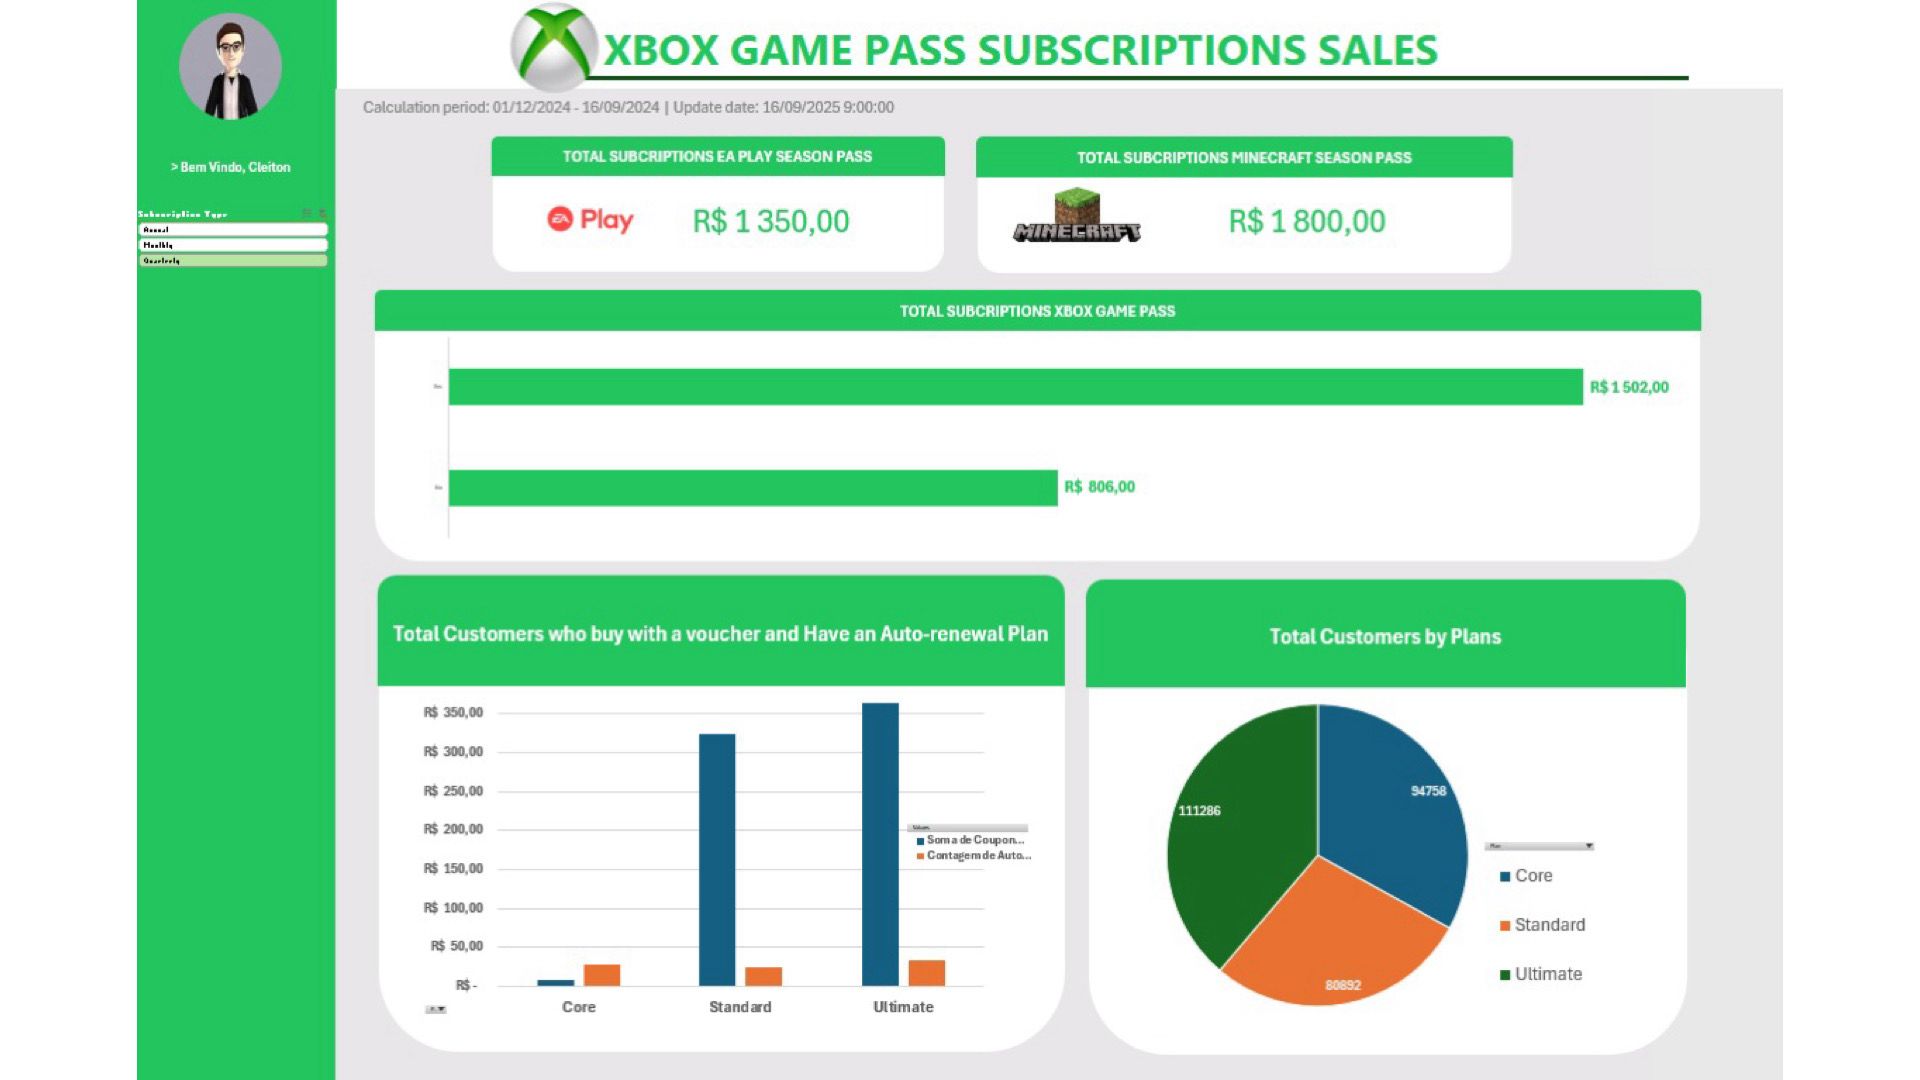 XBOX GAME PASS SUBSCRIPTIONS SALES
Calculation period: 01/12/2024 - 16/09/2024 | Update date: 16/09/2025 9:00:00
> Bem Vindo, Cleiton
Subscription Type
Annual
Monthly
Quarterly
TOTAL SUBCRIPTIONS EA PLAY SEASON PASS
EA Play
R$ 1 350,00
TOTAL SUBCRIPTIONS MINECRAFT SEASON PASS
MINECRAFT
R$ 1 800,00
TOTAL SUBCRIPTIONS XBOX GAME PASS
R$ 1 502,00
R$ 806,00
Total Customers who buy with a voucher and Have an Auto-renewal Plan
R$ 350,00
R$ 300,00
R$ 250,00
R$ 200,00
R$ 150,00
R$ 100,00
R$ 50,00
R$ -
Core
Standard
Ultimate
Values
Soma de Coupon...
Contagem de Auto...
Total Customers by Plans
111286
94758
80892
Plan
Core
Standard
Ultimate